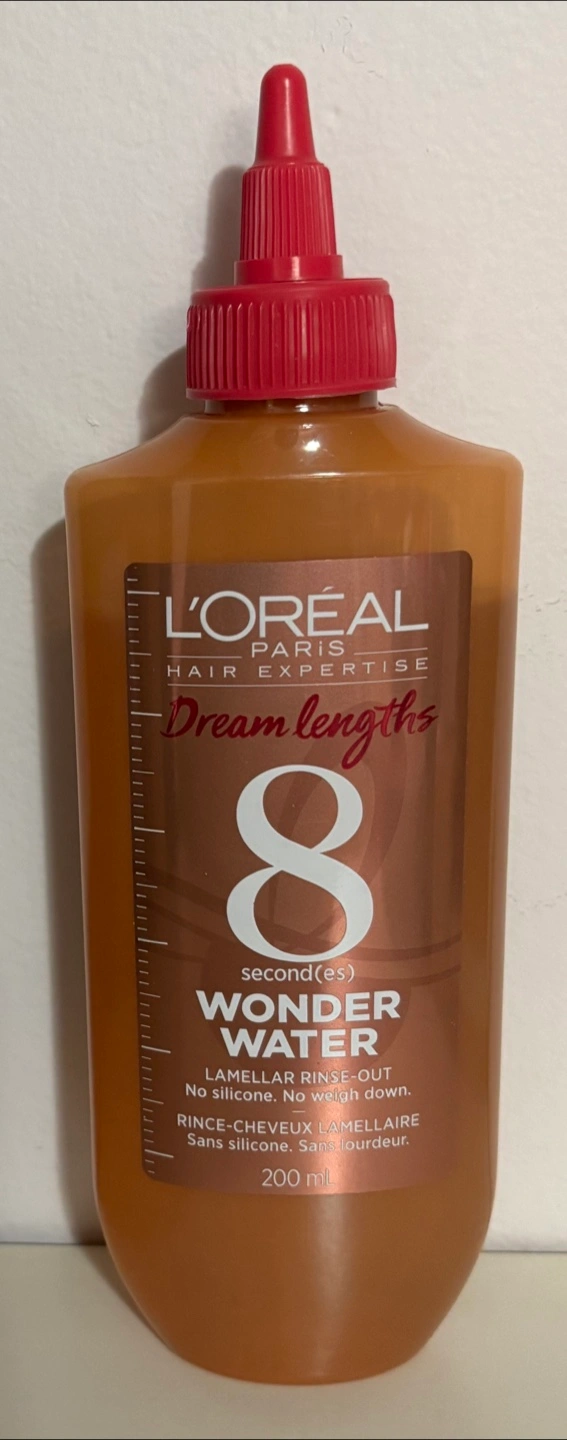 L'ORÉAL
PARiS
HAIR EXPERTISE
Dream lengths
8
second(es)
WONDER
WATER
LAMELLAR RINSE-OUT
No silicone. No weigh down.
RINCE-CHEVEUX LAMELLAIRE
Sans silicone. Sans lourdeur.
200 mL